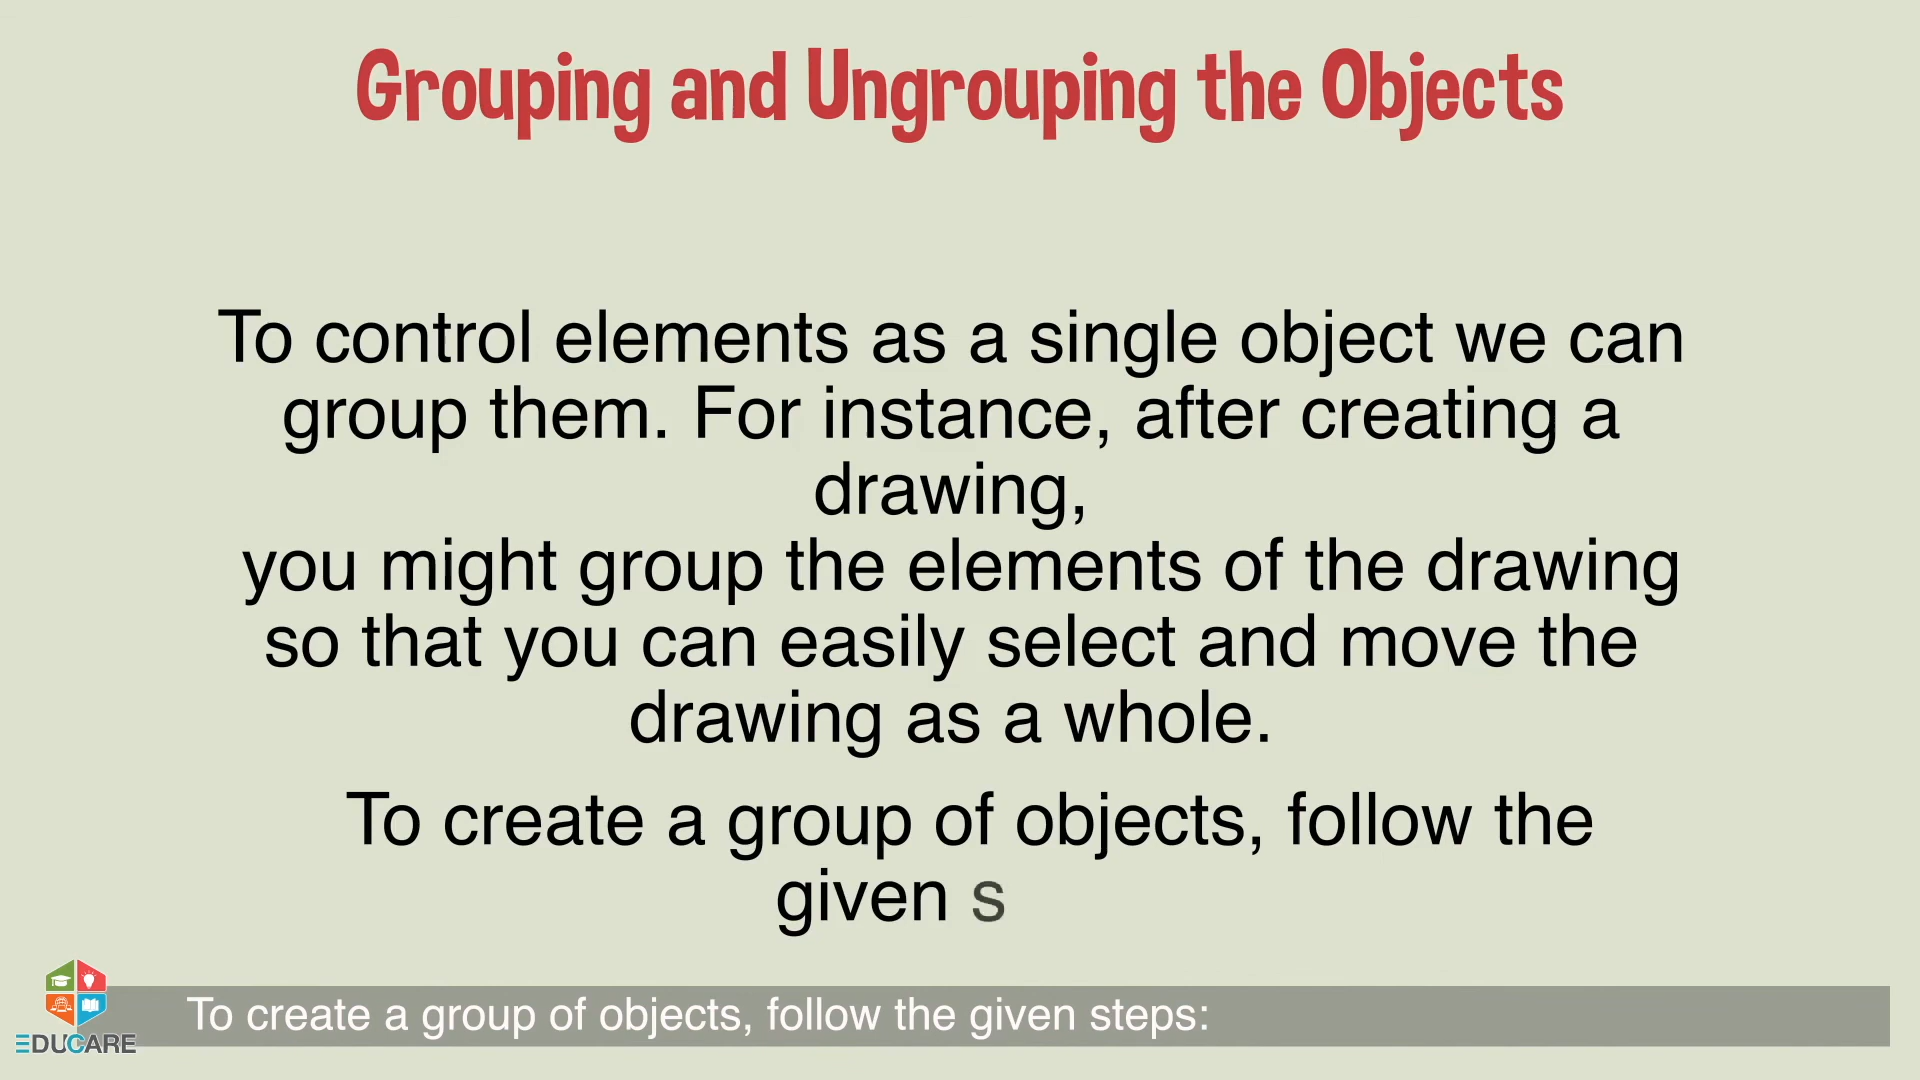 Grouping and Ungrouping the Objects
To control elements as a single object we can
group them. For instance, after creating a
drawing,
you might group the elements of the drawing
so that you can easily select and move the
drawing as a whole.
To create a group of objects, follow the
given s
To create a group of objects, follow the given steps:
EDUCARE